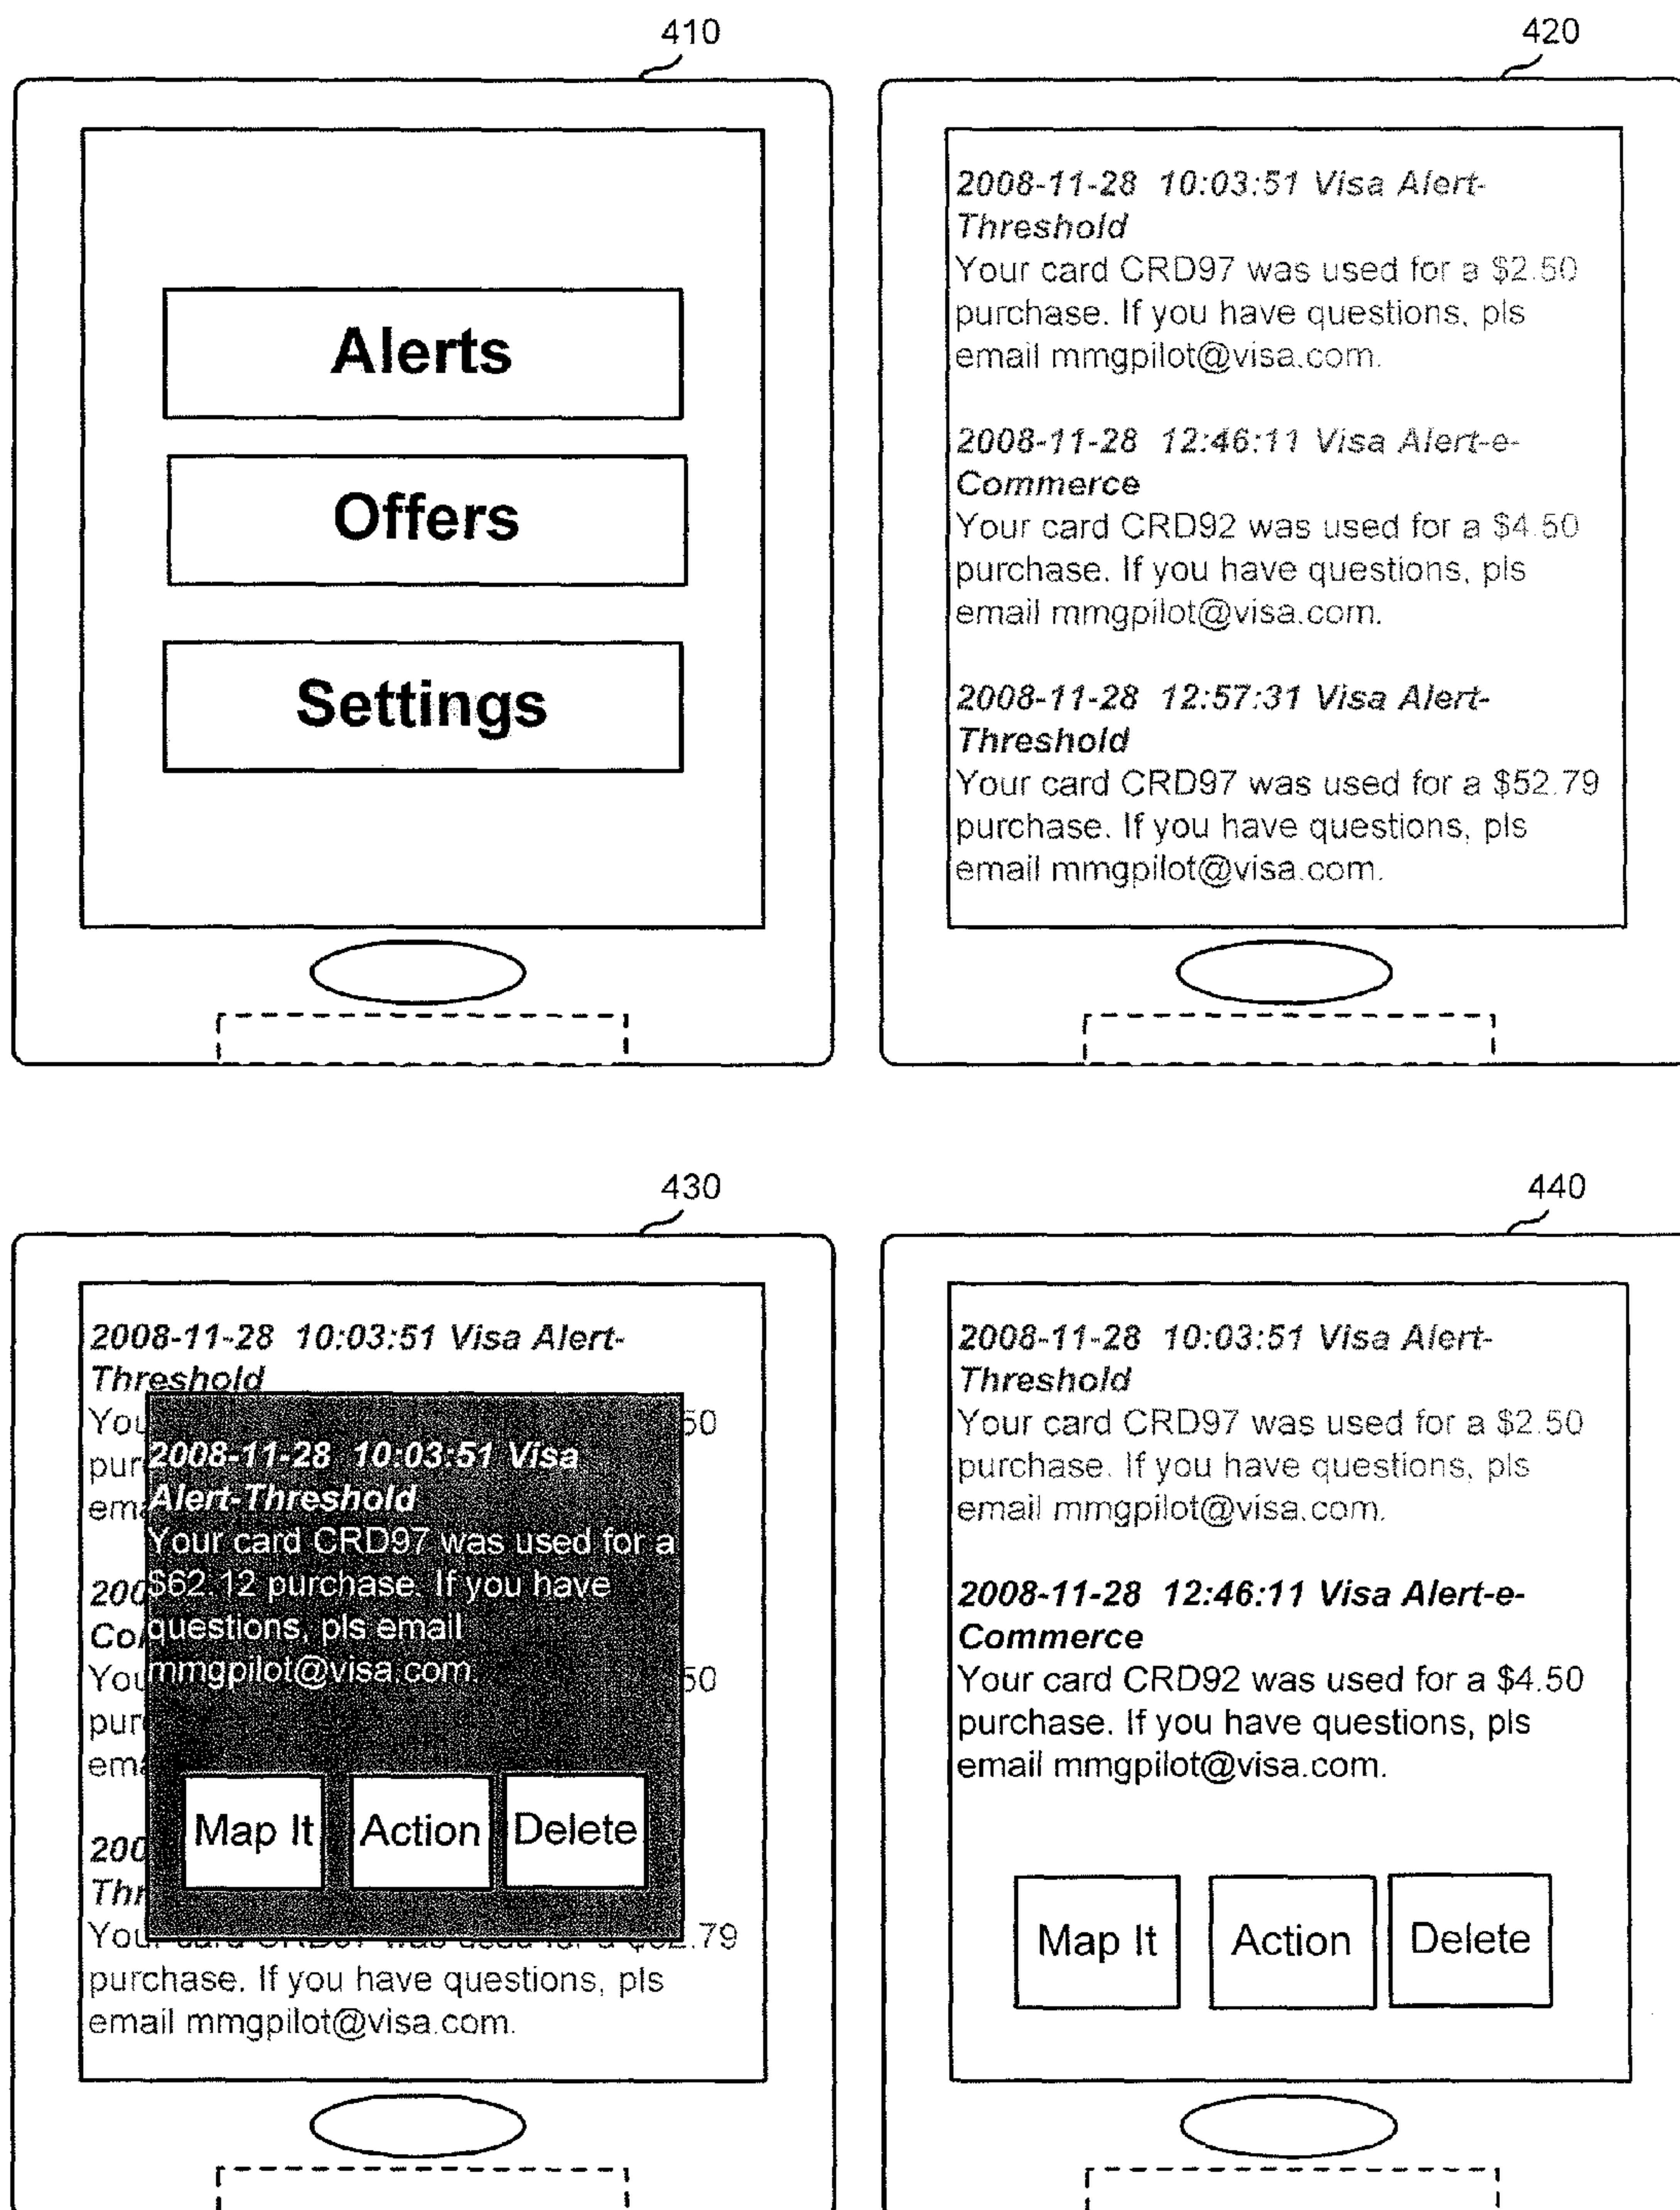 410
Alerts
Offers
Settings
420
2008-11-28 10:03:51 Visa Alert-
Threshold
Your card CRD97 was used for a $2.50
purchase. If you have questions, pls
email mmgpilot@visa.com.
2008-11-28 12:46:11 Visa Alert-e-
Commerce
Your card CRD92 was used for a $4.50
purchase. If you have questions, pls
email mmgpilot@visa.com.
2008-11-28 12:57:31 Visa Alert-
Threshold
Your card CRD97 was used for a $52.79
purchase. If you have questions, pls
email mmgpilot@visa.com.
430
2008-11-28 10:03:51 Visa Alert-
Threshold
2008-11-28 10:03:51 Visa
Alert-Threshold
Your card CRD97 was used for a
$62.12 purchase. If you have
questions, pls email
mmgpilot@visa.com.
Map It
Action
Delete
purchase. If you have questions, pls
email mmgpilot@visa.com.
440
2008-11-28 10:03:51 Visa Alert-
Threshold
Your card CRD97 was used for a $2.50
purchase. If you have questions, pls
email mmgpilot@visa.com.
2008-11-28 12:46:11 Visa Alert-e-
Commerce
Your card CRD92 was used for a $4.50
purchase. If you have questions, pls
email mmgpilot@visa.com.
Map It
Action
Delete